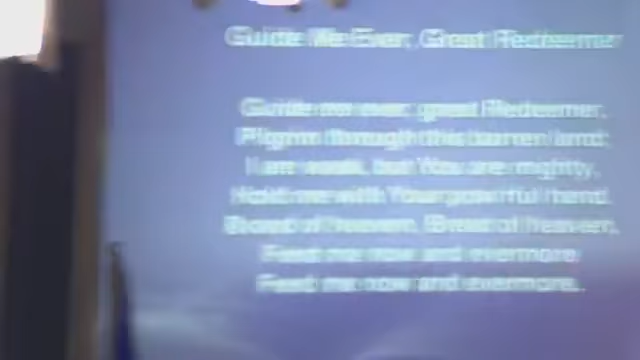 Guide Me Ever, Great Redeemer
Guide me ever, great Redeemer,
Pilgrim through this barren land.
I am weak, but You are mighty,
Hold me with Your powerful hand.
Bread of heaven, Bread of heaven,
Feed me now and evermore.
Feed me now and evermore.